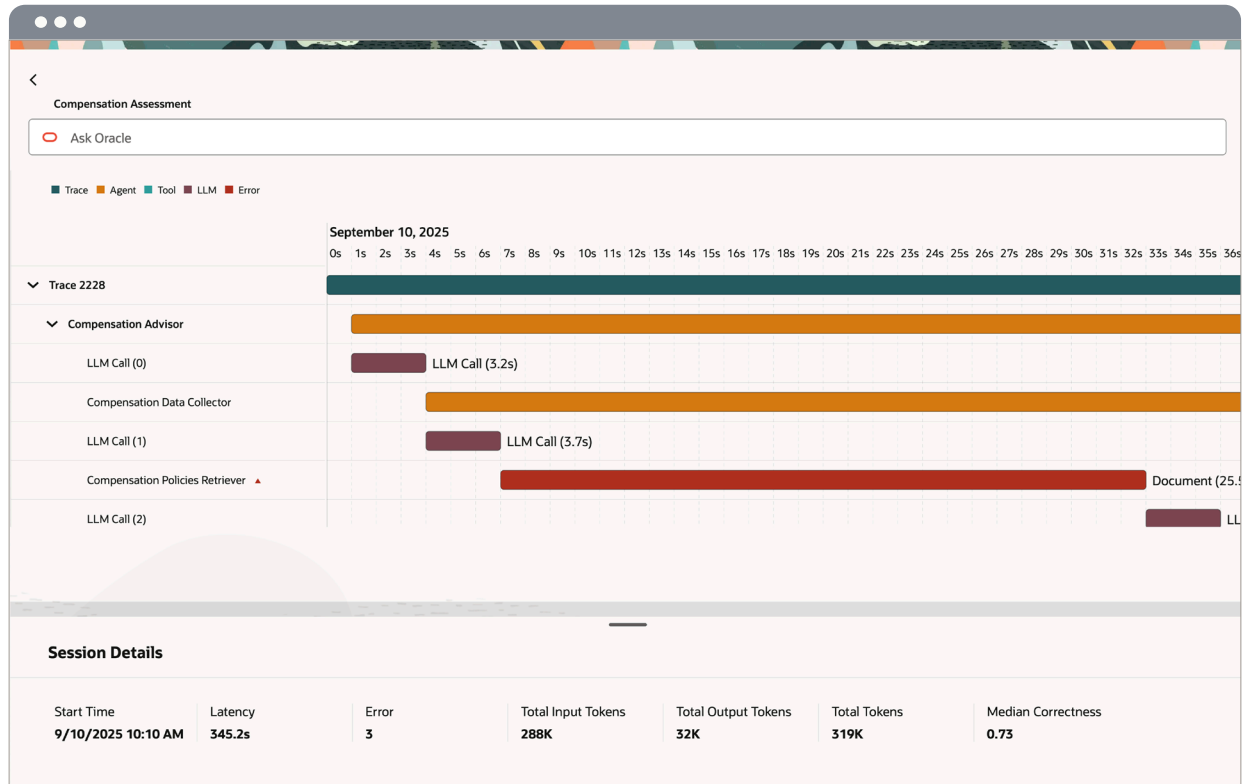 Compensation Assessment
Ask Oracle
Trace Agent Tool LLM Error
September 10, 2025
0s 1s 2s 3s 4s 5s 6s 7s 8s 9s 10s 11s 12s 13s 14s 15s 16s 17s 18s 19s 20s 21s 22s 23s 24s 25s 26s 27s 28s 29s 30s 31s 32s 33s 34s 35s 36s
Trace 2228
Compensation Advisor
LLM Call (0) LLM Call (3.2s)
Compensation Data Collector
LLM Call (1) LLM Call (3.7s)
Compensation Policies Retriever Document (25.5
LLM Call (2) LL
Session Details
Start Time Latency Error Total Input Tokens Total Output Tokens Total Tokens Median Correctness
9/10/2025 10:10 AM 345.2s 3 288K 32K 319K 0.73